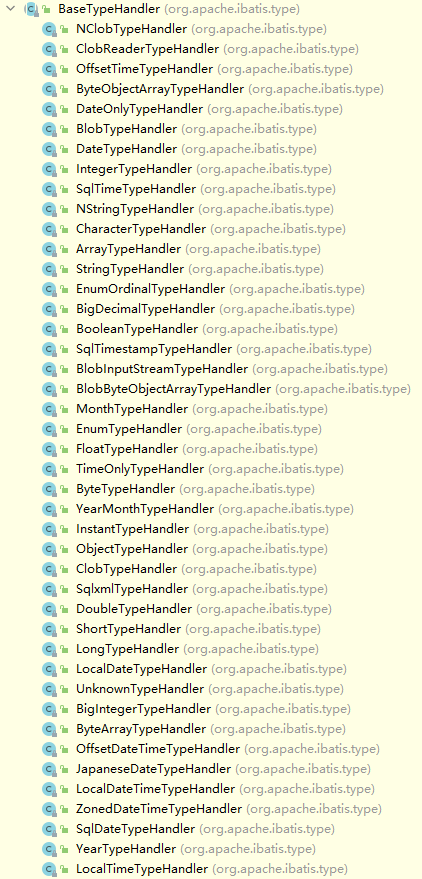 BaseTypeHandler (org.apache.ibatis.type)
NClobTypeHandler (org.apache.ibatis.type)
ClobReaderTypeHandler (org.apache.ibatis.type)
OffsetTimeTypeHandler (org.apache.ibatis.type)
ByteObjectArrayTypeHandler (org.apache.ibatis.type)
DateOnlyTypeHandler (org.apache.ibatis.type)
BlobTypeHandler (org.apache.ibatis.type)
DateTypeHandler (org.apache.ibatis.type)
IntegerTypeHandler (org.apache.ibatis.type)
SqlTimeTypeHandler (org.apache.ibatis.type)
NStringTypeHandler (org.apache.ibatis.type)
CharacterTypeHandler (org.apache.ibatis.type)
ArrayTypeHandler (org.apache.ibatis.type)
StringTypeHandler (org.apache.ibatis.type)
EnumOrdinalTypeHandler (org.apache.ibatis.type)
BigDecimalTypeHandler (org.apache.ibatis.type)
BooleanTypeHandler (org.apache.ibatis.type)
SqlTimestampTypeHandler (org.apache.ibatis.type)
BlobInputStreamTypeHandler (org.apache.ibatis.type)
BlobByteObjectArrayTypeHandler (org.apache.ibatis.type)
MonthTypeHandler (org.apache.ibatis.type)
EnumTypeHandler (org.apache.ibatis.type)
FloatTypeHandler (org.apache.ibatis.type)
TimeOnlyTypeHandler (org.apache.ibatis.type)
ByteTypeHandler (org.apache.ibatis.type)
YearMonthTypeHandler (org.apache.ibatis.type)
InstantTypeHandler (org.apache.ibatis.type)
ObjectTypeHandler (org.apache.ibatis.type)
ClobTypeHandler (org.apache.ibatis.type)
SqlxmlTypeHandler (org.apache.ibatis.type)
DoubleTypeHandler (org.apache.ibatis.type)
ShortTypeHandler (org.apache.ibatis.type)
LongTypeHandler (org.apache.ibatis.type)
LocalDateTypeHandler (org.apache.ibatis.type)
UnknownTypeHandler (org.apache.ibatis.type)
BigIntegerTypeHandler (org.apache.ibatis.type)
ByteArrayTypeHandler (org.apache.ibatis.type)
OffsetDateTimeTypeHandler (org.apache.ibatis.type)
JapaneseDateTypeHandler (org.apache.ibatis.type)
LocalDateTimeTypeHandler (org.apache.ibatis.type)
ZonedDateTimeTypeHandler (org.apache.ibatis.type)
SqlDateTypeHandler (org.apache.ibatis.type)
YearTypeHandler (org.apache.ibatis.type)
LocalTimeTypeHandler (org.apache.ibatis.type)